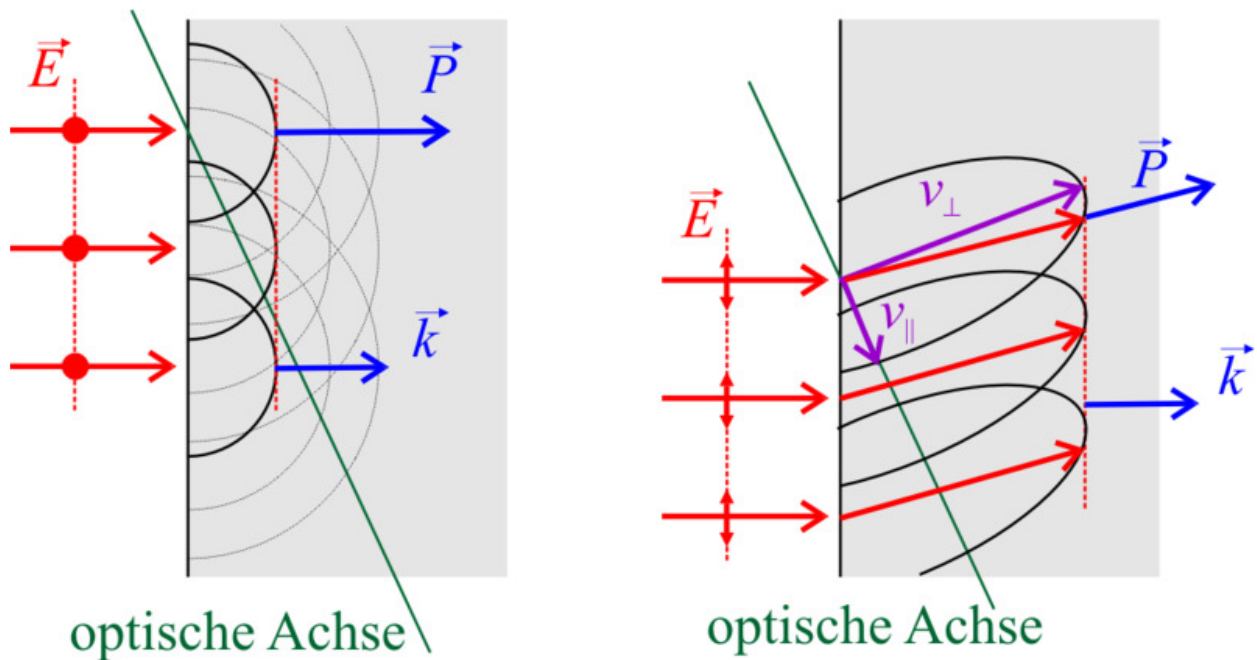 E⃗
P⃗
k⃗
optische Achse
E⃗
v⊥
v∥
P⃗
k⃗
optische Achse